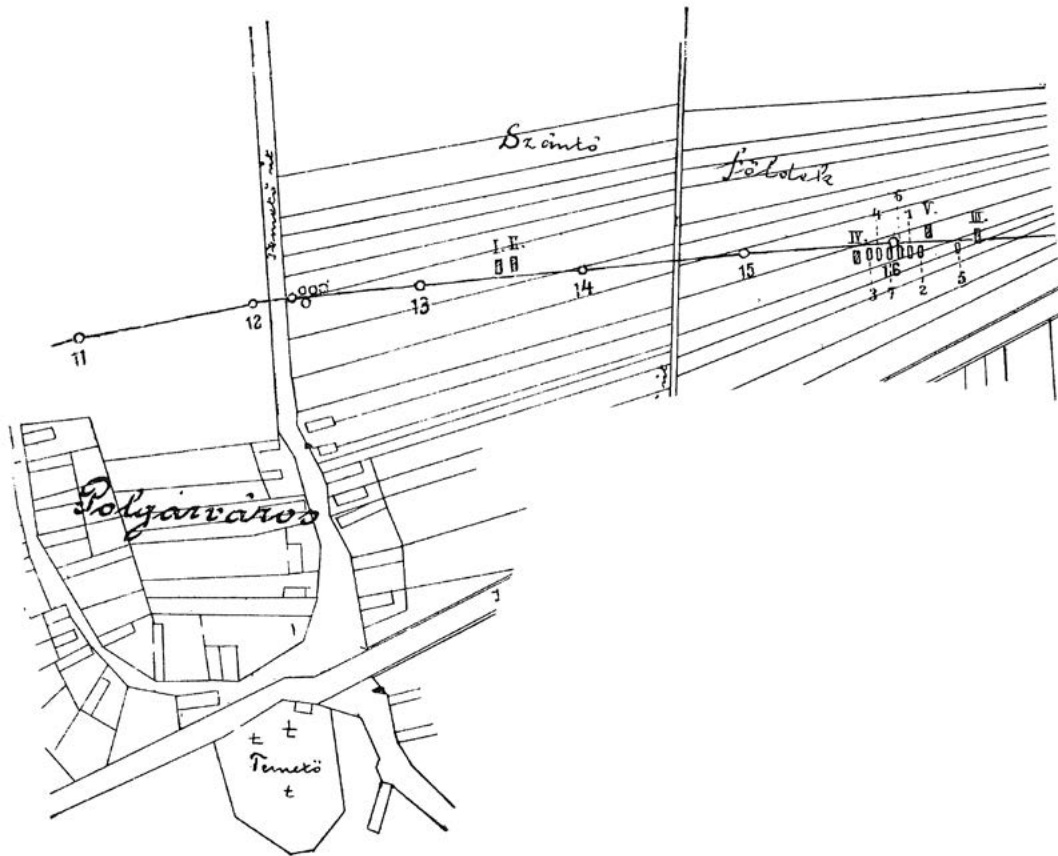 Temető út
Szántó
földek
I. II.
IV.
V.
III.
4
6
1
3
7
2
5
11
12
13
14
15
16
Polgárváros
t
t
Temető
t